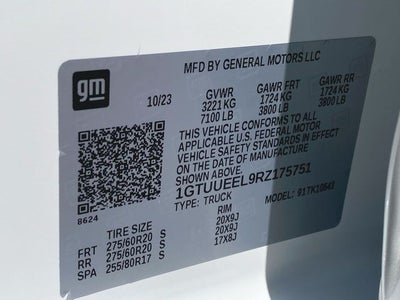 gm
MFD BY GENERAL MOTORS LLC
10/23 GVWR GAWR FRT GAWR RR
3221 KG 1724 KG 1724 KG
7100 LB 3800 LB 3800 LB
THIS VEHICLE CONFORMS TO ALL
APPLICABLE U.S. FEDERAL MOTOR
VEHICLE SAFETY STANDARDS IN EFFECT
ON THE DATE OF MANUFACTURE
SHOWN ABOVE.
1GTUUEEL9RZ175751
8624
TYPE: TRUCK MODEL: 91TK10543
TIRE SIZE RIM
FRT 275/60R20 S 20X9J
RR 275/60R20 S 20X9J
SPA 255/80R17 S 17X8J